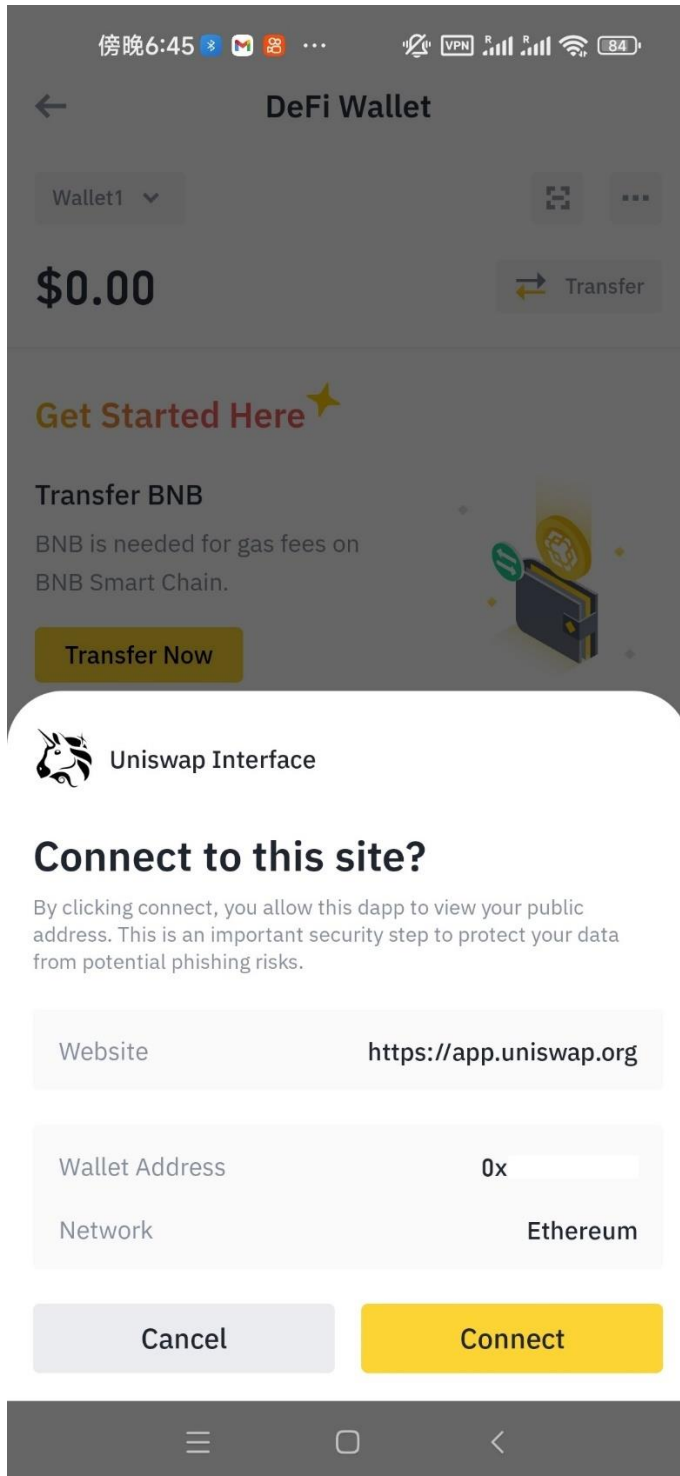 傍晚6:45 ··· VPN R R 84
DeFi Wallet
Wallet1
$0.00
Transfer
Get Started Here
Transfer BNB
BNB is needed for gas fees on
BNB Smart Chain.
Transfer Now
Uniswap Interface
Connect to this site?
By clicking connect, you allow this dapp to view your public
address. This is an important security step to protect your data
from potential phishing risks.
Website https://app.uniswap.org
Wallet Address 0x
Network Ethereum
Cancel Connect